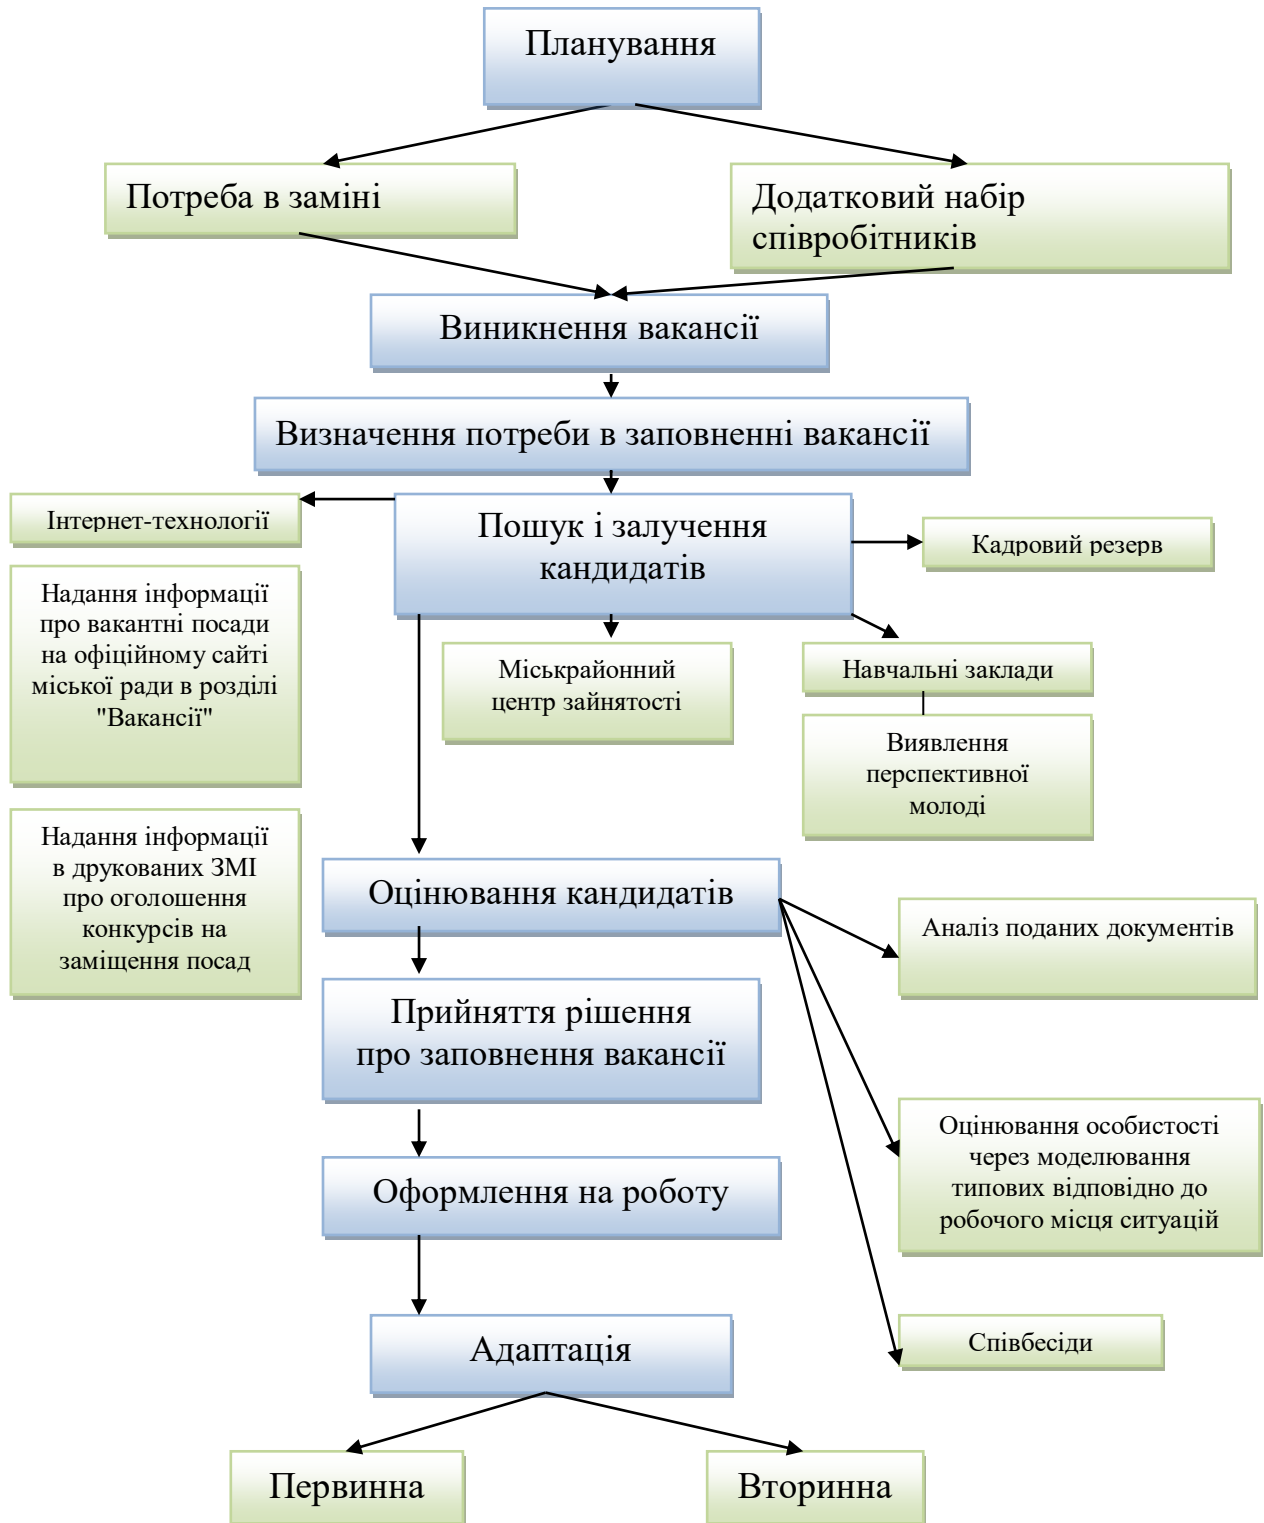 Планування
Потреба в заміні
Додатковий набір
співробітників
Виникнення вакансії
Визначення потреби в заповненні вакансії
Інтернет-технології
Пошук і залучення
кандидатів
Кадровий резерв
Надання інформації
про вакантні посади
на офіційному сайті
міської ради в розділі
"Вакансії"
Міськрайонний
центр зайнятості
Навчальні заклади
Виявлення
перспективної
молоді
Надання інформації
в друкованих ЗМІ
про оголошення
конкурсів на
заміщення посад
Оцінювання кандидатів
Аналіз поданих документів
Прийняття рішення
про заповнення вакансії
Оцінювання особистості
через моделювання
типових відповідно до
робочого місця ситуацій
Оформлення на роботу
Співбесіди
Адаптація
Первинна
Вторинна